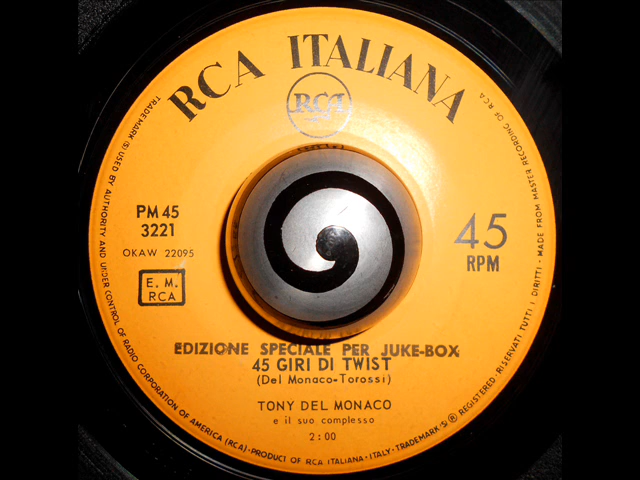 RCA ITALIANA
RCA
PM 45
3221
OKAW 22095
E. M.
RCA
45
RPM
EDIZIONE SPECIALE PER JUKE-BOX
45 GIRI DI TWIST
(Del Monaco-Torossi)
TONY DEL MONACO
e il suo complesso
2:00
TRADEMARK (S) USED BY AUTHORITY AND UNDER CONTROL OF RADIO CORPORATION OF AMERICA (RCA)-PRODUCT OF RCA ITALIANA-ITALY-TRADEMARK(S) ® REGISTERED-RISERVATI TUTTI I DIRITTI - MADE FROM MASTER RECORDING OF RCA